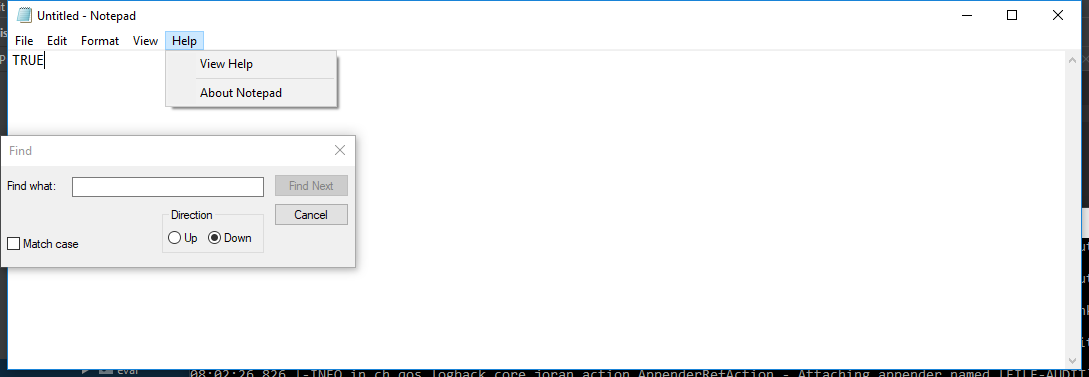 Untitled - Notepad
File Edit Format View Help
TRUE
View Help
About Notepad
Find
Find what:
Find Next
Cancel
Direction
Up Down
Match case
eval
08:02:26,826 |-INFO in ch.qos.logback.core.joran.action.AppenderRefAction - Attaching appender named [FILE-AUDIT